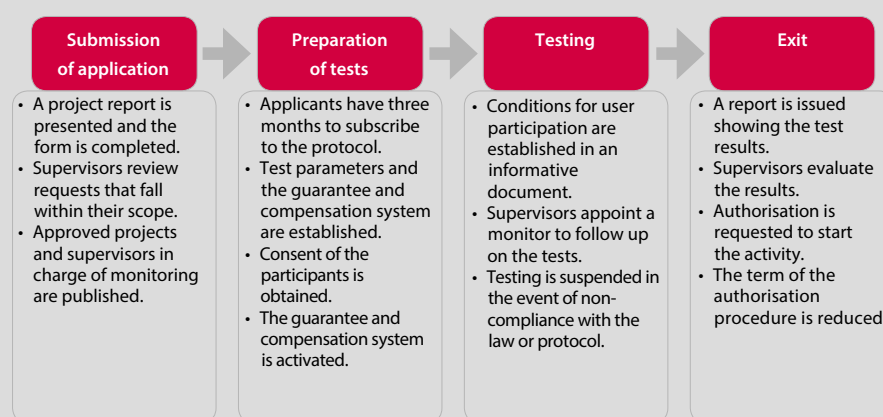 Submission
of application
• A project report is
presented and the
form is completed.
• Supervisors review
requests that fall
within their scope.
• Approved projects
and supervisors in
charge of monitoring
are published.
Preparation
of tests
• Applicants have three
months to subscribe
to the protocol.
• Test parameters and
the guarantee and
compensation system
are established.
• Consent of the
participants is
obtained.
• The guarantee and
compensation system
is activated.
Testing
• Conditions for user
participation are
established in an
informative
document.
• Supervisors appoint a
monitor to follow up
on the tests.
• Testing is suspended in
the event of non-
compliance with the
law or protocol.
Exit
• A report is issued
showing the test
results.
• Supervisors evaluate
the results.
• Authorisation is
requested to start
the activity.
• The term of the
authorisation
procedure is reduced